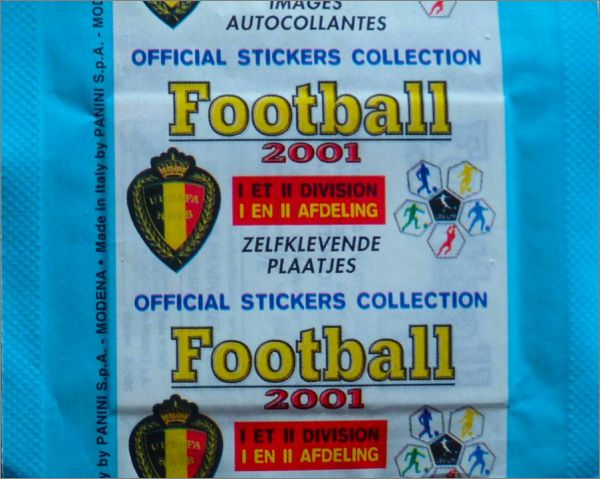 IMAGES
AUTOCOLLANTES
OFFICIAL STICKERS COLLECTION
Football
2001
I ET II DIVISION
I EN II AFDELING
ZELFKLEVENDE
PLAATJES
OFFICIAL STICKERS COLLECTION
Football
2001
I ET II DIVISION
I EN II AFDELING
by PANINI S.p.A. - MODENA • Made in Italy by PANINI S.p.A. - MOD